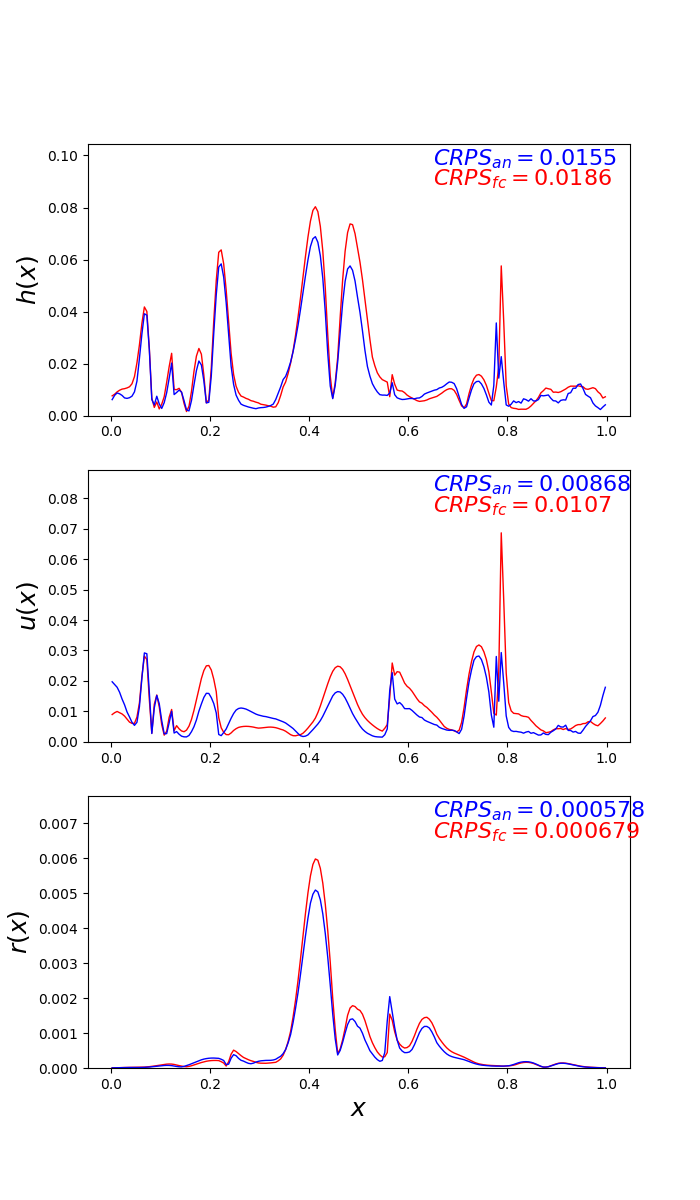 CRPS_an = 0.0155
CRPS_fc = 0.0186
h(x)
0.10
0.08
0.06
0.04
0.02
0.00
0.0 0.2 0.4 0.6 0.8 1.0
CRPS_an = 0.00868
CRPS_fc = 0.0107
u(x)
0.08
0.07
0.06
0.05
0.04
0.03
0.02
0.01
0.00
0.0 0.2 0.4 0.6 0.8 1.0
CRPS_an = 0.000578
CRPS_fc = 0.000679
r(x)
0.007
0.006
0.005
0.004
0.003
0.002
0.001
0.000
0.0 0.2 0.4 0.6 0.8 1.0
x